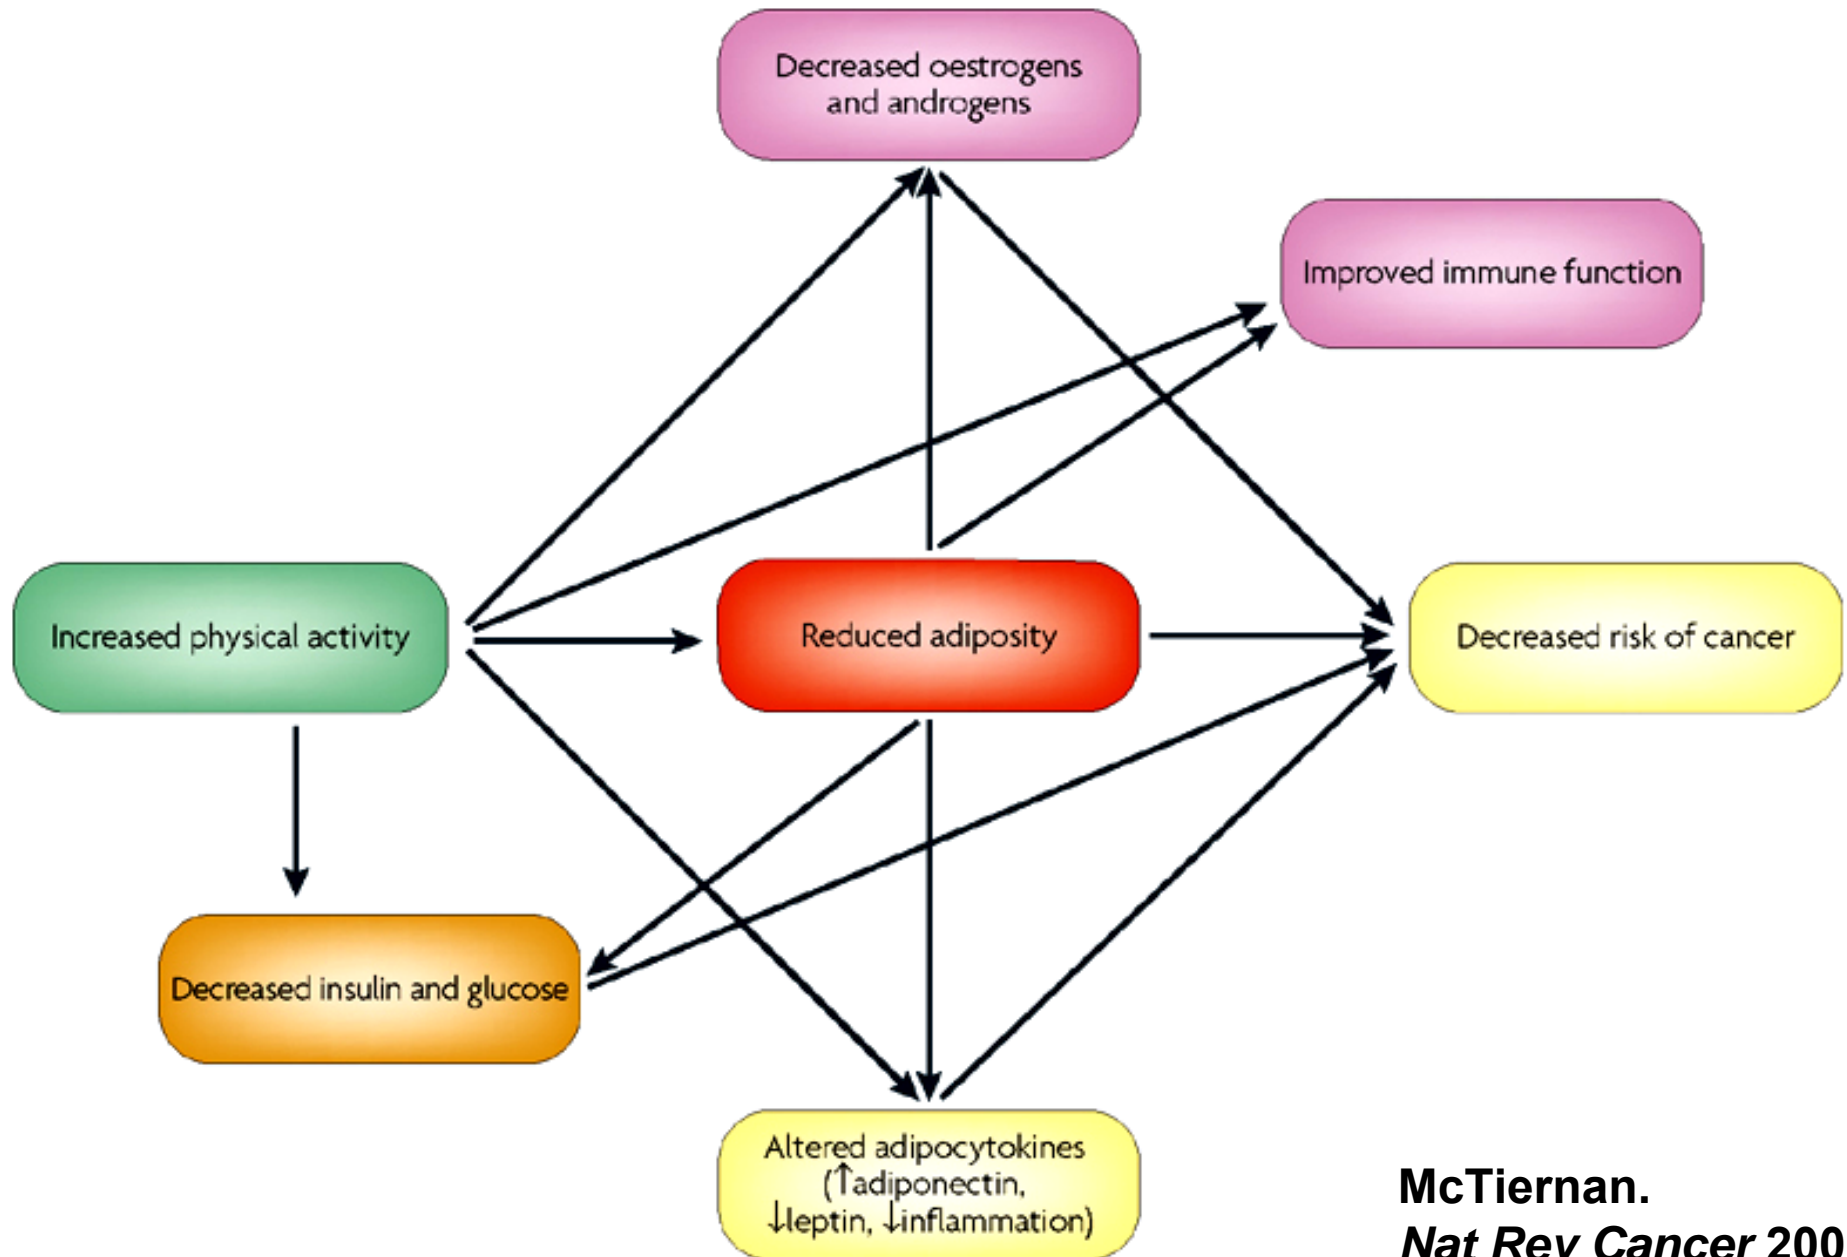 Decreased oestrogens
and androgens
Improved immune function
Increased physical activity
Reduced adiposity
Decreased risk of cancer
Decreased insulin and glucose
Altered adipocytokines
(↑adiponectin,
↓leptin, ↓inflammation)
McTiernan.
Nat Rev Cancer 200